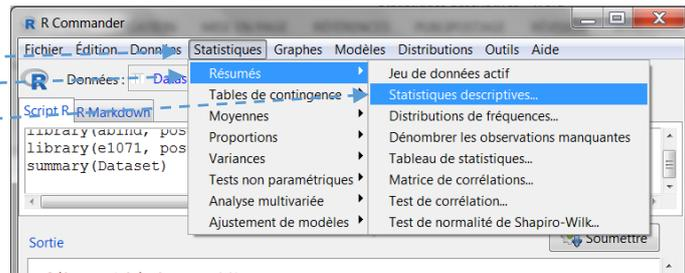 R Commander
Fichier Édition Données Statistiques Graphes Modèles Distributions Outils Aide
Données : Datas
Résumés
Jeu de données actif
Tables de contingence
Statistiques descriptives...
Script R R Markdown
Moyennes
Distributions de fréquences...
library(abind, pos
Proportions
Dénombrer les observations manquantes
library(e1071, pos
Variances
Tableau de statistiques...
summary(Dataset)
Tests non paramétriques
Matrice de corrélations...
Analyse multivariée
Test de corrélation...
Ajustement de modèles
Test de normalité de Shapiro-Wilk...
Sortie
Soumettre